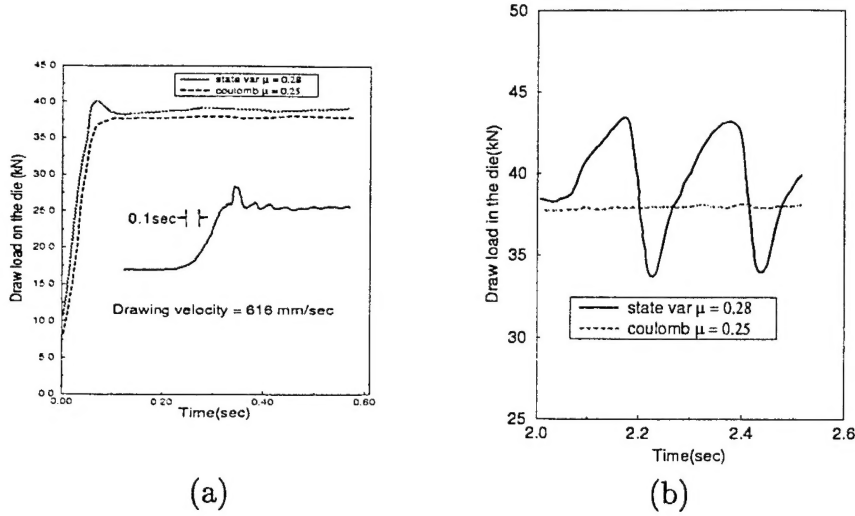 45.0
40.0
35.0
30.0
25.0
20.0
15.0
10.0
5.0
0.0
Draw load on the die (kN)
state var μ = 0.28
coulomb μ = 0.25
0.1sec
Drawing velocity = 616 mm/sec
0.00 0.20 0.40 0.60
Time(sec)
(a)
50
45
40
35
30
25
Draw load in the die(kN)
state var μ = 0.28
coulomb μ = 0.25
2.0 2.2 2.4 2.6
Time(sec)
(b)